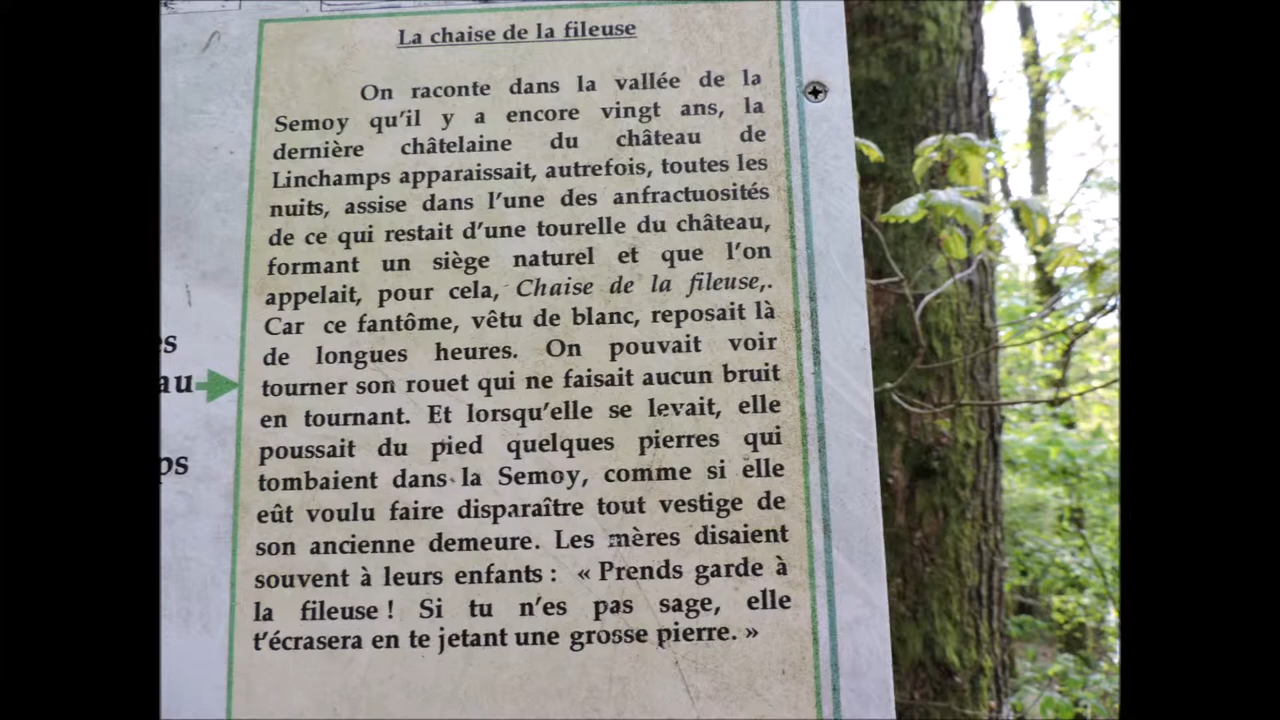 La chaise de la fileuse
On raconte dans la vallée de la
Semoy qu'il y a encore vingt ans, la
dernière châtelaine du château de
Linchamps apparaissait, autrefois, toutes les
nuits, assise dans l'une des anfractuosités
de ce qui restait d'une tourelle du château,
formant un siège naturel et que l'on
appelait, pour cela, Chaise de la fileuse,.
Car ce fantôme, vêtu de blanc, reposait là
de longues heures. On pouvait voir
tourner son rouet qui ne faisait aucun bruit
en tournant. Et lorsqu'elle se levait, elle
poussait du pied quelques pierres qui
tombaient dans la Semoy, comme si elle
eût voulu faire disparaître tout vestige de
son ancienne demeure. Les mères disaient
souvent à leurs enfants : « Prends garde à
la fileuse ! Si tu n'es pas sage, elle
t'écrasera en te jetant une grosse pierre. »